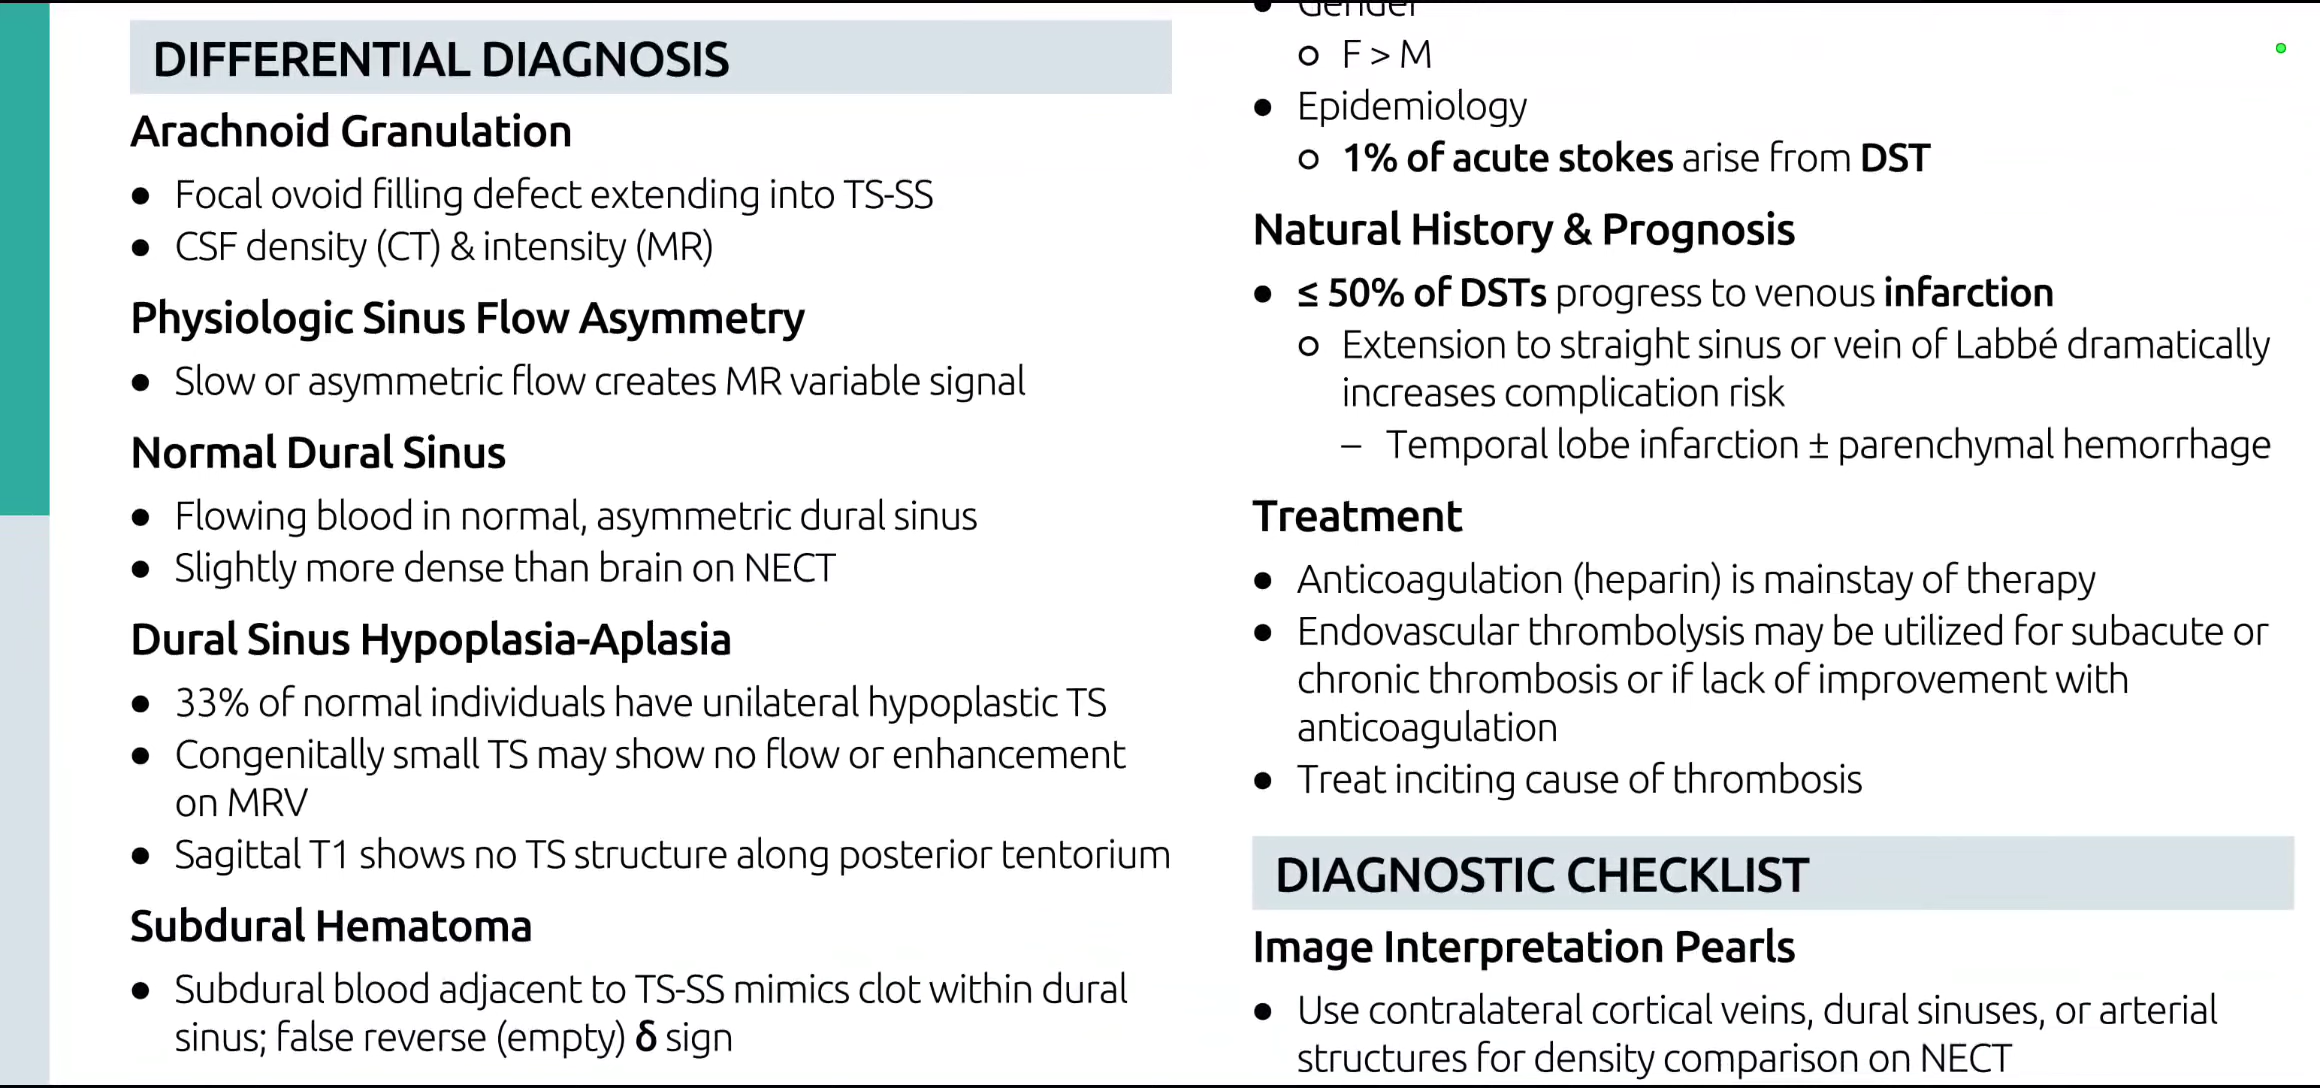 DIFFERENTIAL DIAGNOSIS
Arachnoid Granulation
● Focal ovoid filling defect extending into TS-SS
● CSF density (CT) & intensity (MR)
Physiologic Sinus Flow Asymmetry
● Slow or asymmetric flow creates MR variable signal
Normal Dural Sinus
● Flowing blood in normal, asymmetric dural sinus
● Slightly more dense than brain on NECT
Dural Sinus Hypoplasia-Aplasia
● 33% of normal individuals have unilateral hypoplastic TS
● Congenitally small TS may show no flow or enhancement
on MRV
● Sagittal T1 shows no TS structure along posterior tentorium
Subdural Hematoma
● Subdural blood adjacent to TS-SS mimics clot within dural
sinus; false reverse (empty) δ sign
● Gender
○ F > M
● Epidemiology
○ 1% of acute stokes arise from DST
Natural History & Prognosis
● ≤ 50% of DSTs progress to venous infarction
○ Extension to straight sinus or vein of Labbé dramatically
increases complication risk
– Temporal lobe infarction ± parenchymal hemorrhage
Treatment
● Anticoagulation (heparin) is mainstay of therapy
● Endovascular thrombolysis may be utilized for subacute or
chronic thrombosis or if lack of improvement with
anticoagulation
● Treat inciting cause of thrombosis
DIAGNOSTIC CHECKLIST
Image Interpretation Pearls
● Use contralateral cortical veins, dural sinuses, or arterial
structures for density comparison on NECT